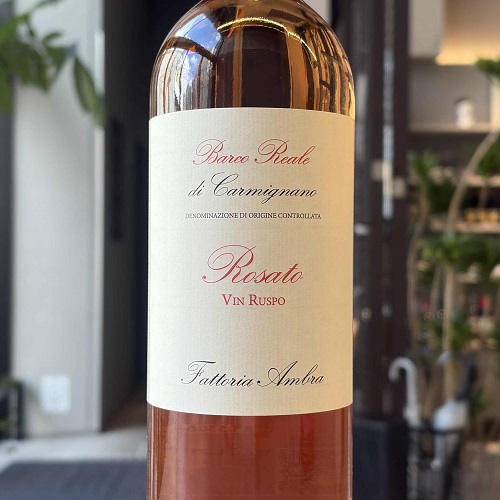 Barco Reale
di Carmignano
DENOMINAZIONE DI ORIGINE CONTROLLATA
Rosato
VIN RUSPO
Fattoria Ambra